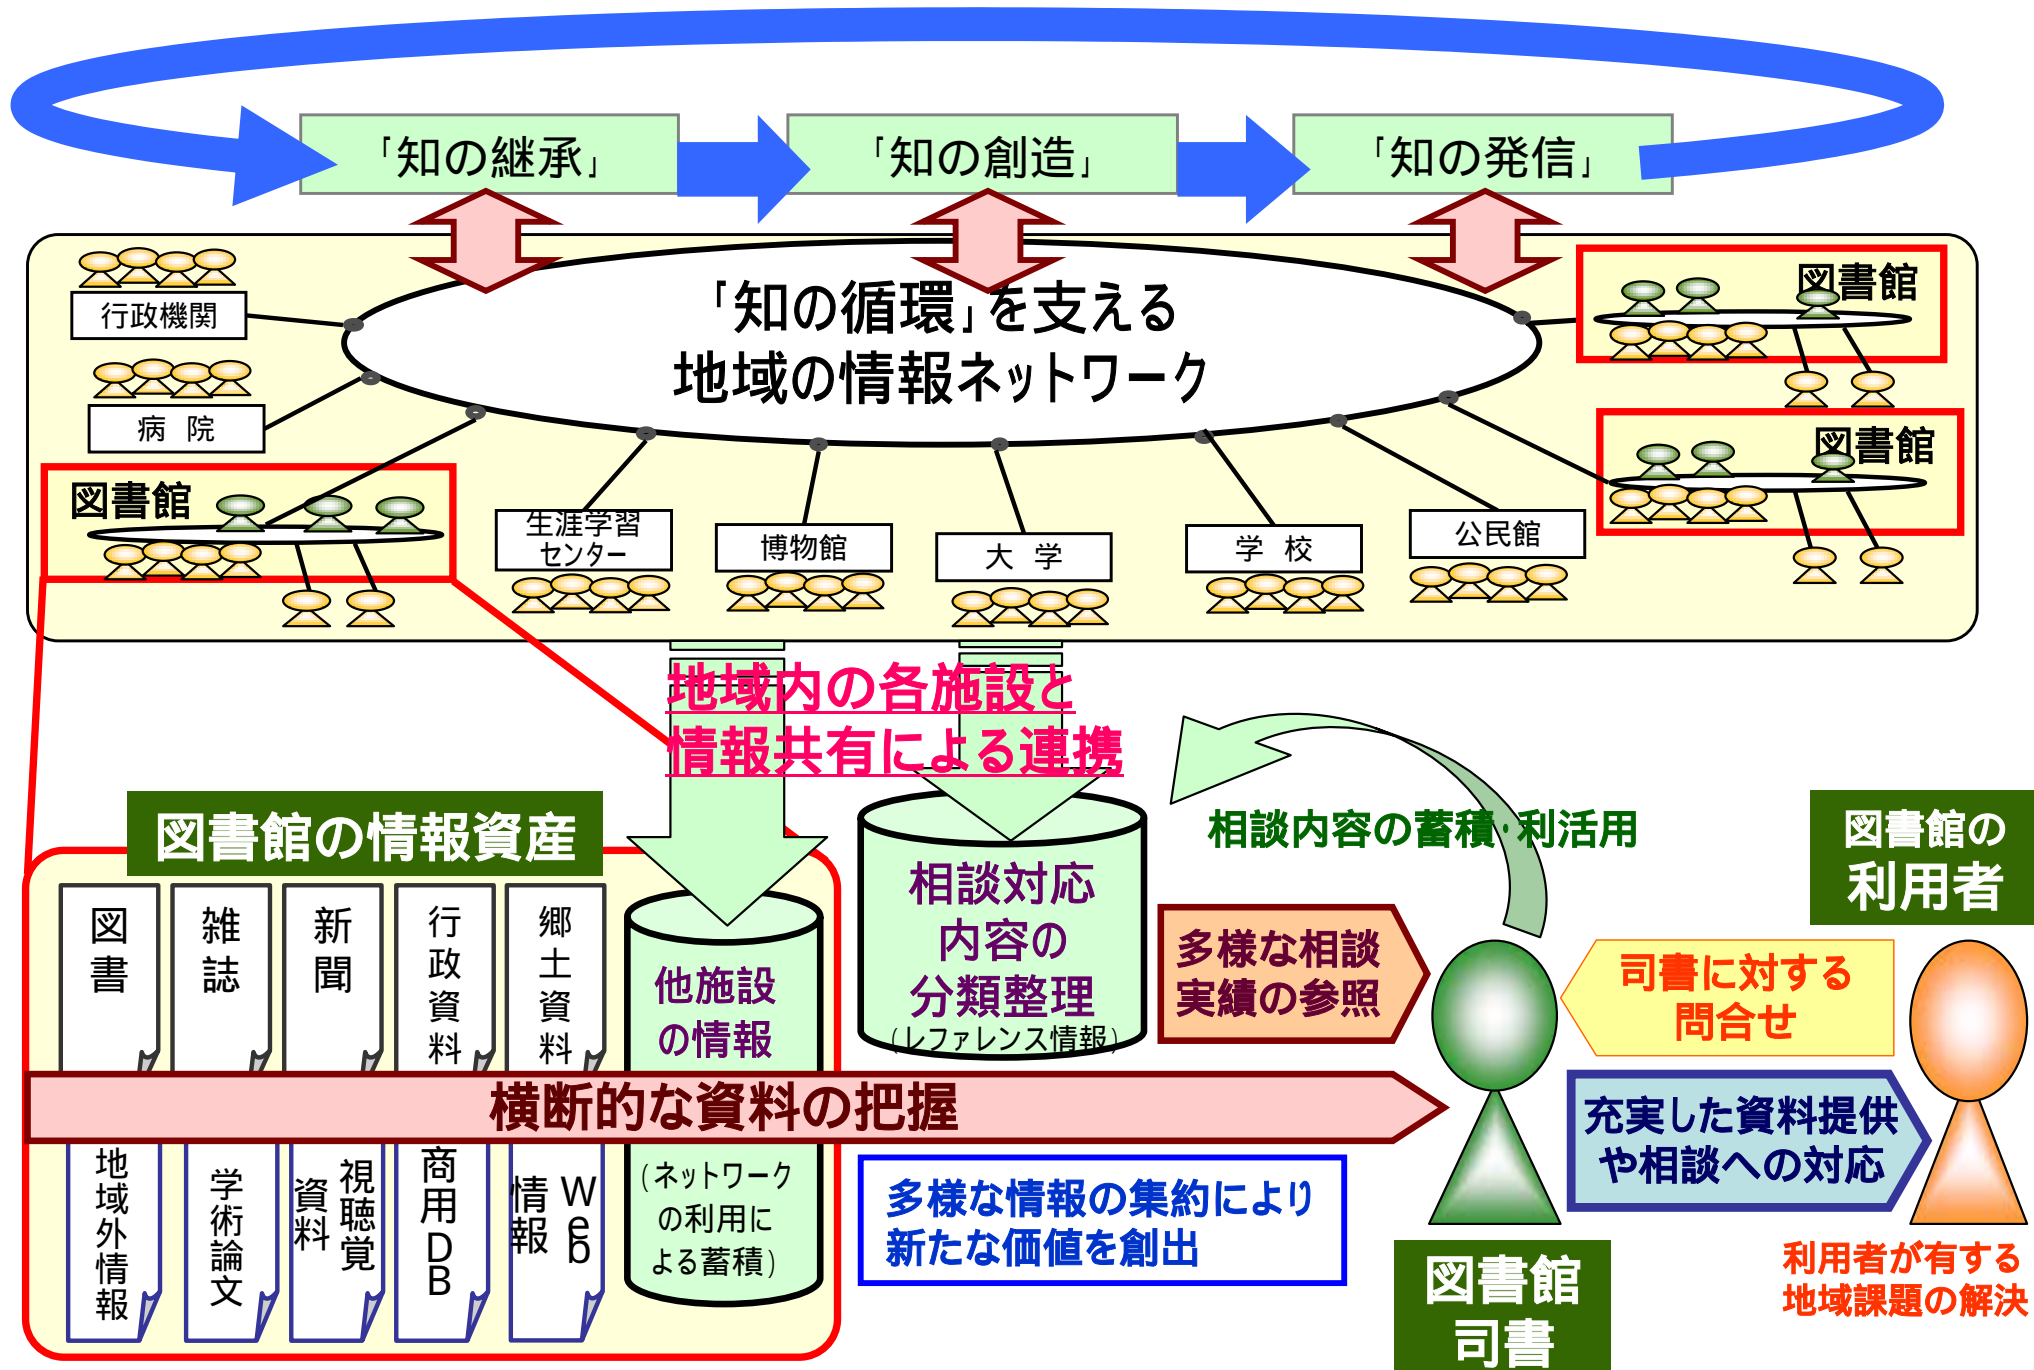 「知の継承」
「知の創造」
「知の発信」
「知の循環」を支える
地域の情報ネットワーク
行政機関
病 院
図書館
生涯学習
センター
博物館
大 学
学 校
公民館
図書館
図書館
地域内の各施設と
情報共有による連携
図書館の情報資産
図書
雑誌
新聞
行政資料
郷土資料
他施設
の情報
(ネットワーク
の利用に
よる蓄積)
横断的な資料の把握
地域外情報
学術論文
視聴覚
資料
商用DB
Web
情報
相談対応
内容の
分類整理
(レファレンス情報)
相談内容の蓄積・利活用
多様な相談
実績の参照
多様な情報の集約により
新たな価値を創出
図書館の
利用者
司書に対する
問合せ
充実した資料提供
や相談への対応
図書館
司書
利用者が有する
地域課題の解決